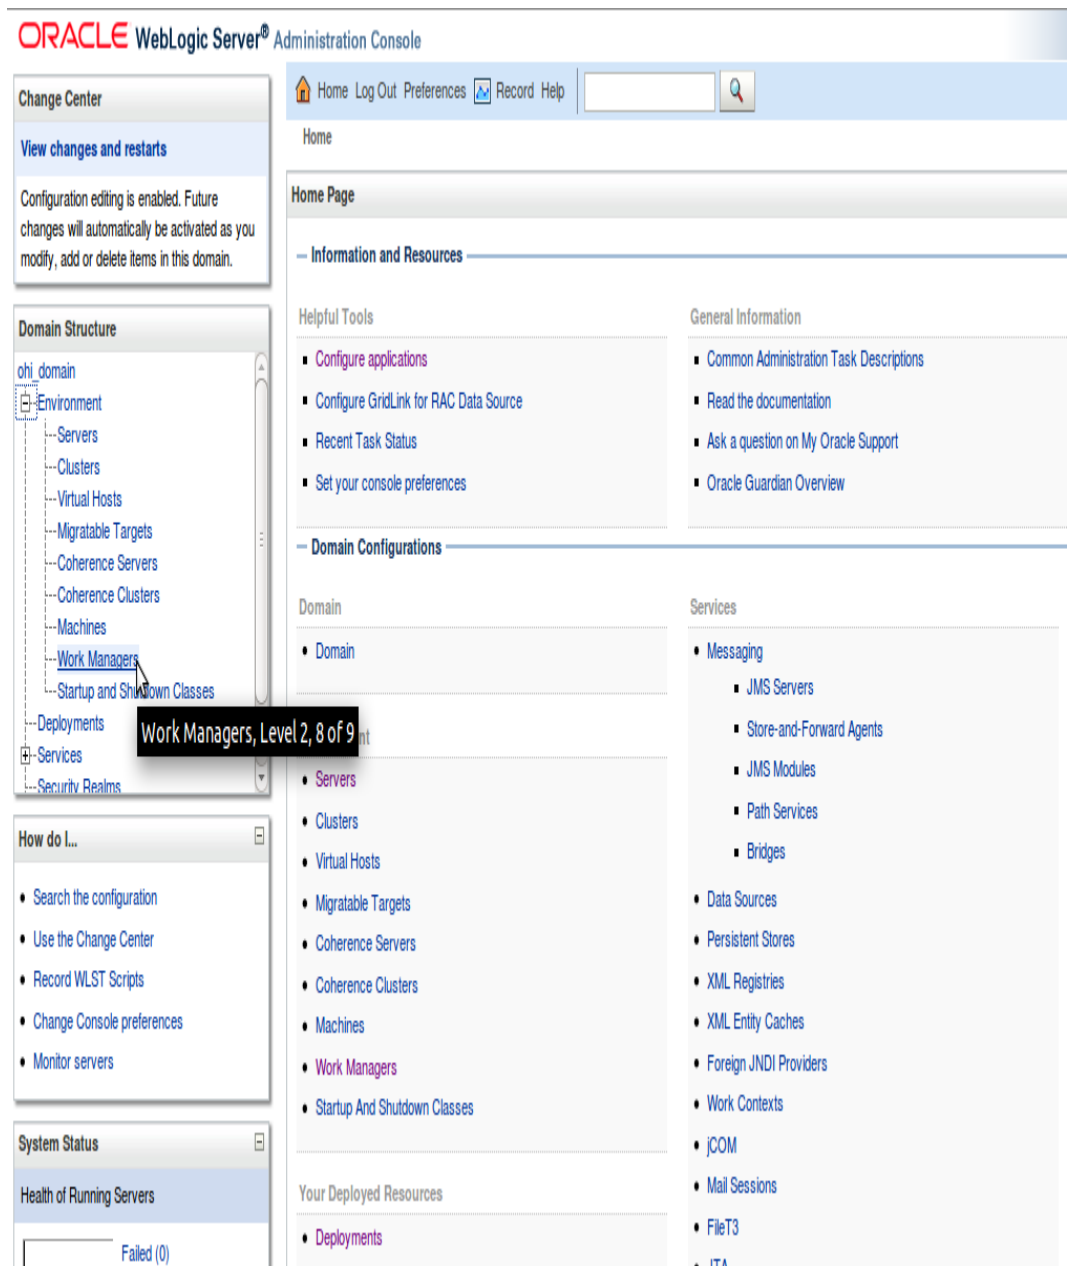 ORACLE WebLogic Server® Administration Console
Change Center
View changes and restarts
Configuration editing is enabled. Future
changes will automatically be activated as you
modify, add or delete items in this domain.
Domain Structure
ohi_domain
Environment
Servers
Clusters
Virtual Hosts
Migratable Targets
Coherence Servers
Coherence Clusters
Machines
Work Managers
Startup and Shutdown Classes
Deployments
Services
Security Realms
Work Managers, Level 2, 8 of 9
How do I...
Search the configuration
Use the Change Center
Record WLST Scripts
Change Console preferences
Monitor servers
System Status
Health of Running Servers
Failed (0)
Home Log Out Preferences Record Help
Home
Home Page
Information and Resources
Helpful Tools
Configure applications
Configure GridLink for RAC Data Source
Recent Task Status
Set your console preferences
General Information
Common Administration Task Descriptions
Read the documentation
Ask a question on My Oracle Support
Oracle Guardian Overview
Domain Configurations
Domain
Domain
nt
Servers
Clusters
Virtual Hosts
Migratable Targets
Coherence Servers
Coherence Clusters
Machines
Work Managers
Startup And Shutdown Classes
Your Deployed Resources
Deployments
Services
Messaging
JMS Servers
Store-and-Forward Agents
JMS Modules
Path Services
Bridges
Data Sources
Persistent Stores
XML Registries
XML Entity Caches
Foreign JNDI Providers
Work Contexts
jCOM
Mail Sessions
FileT3
JTA